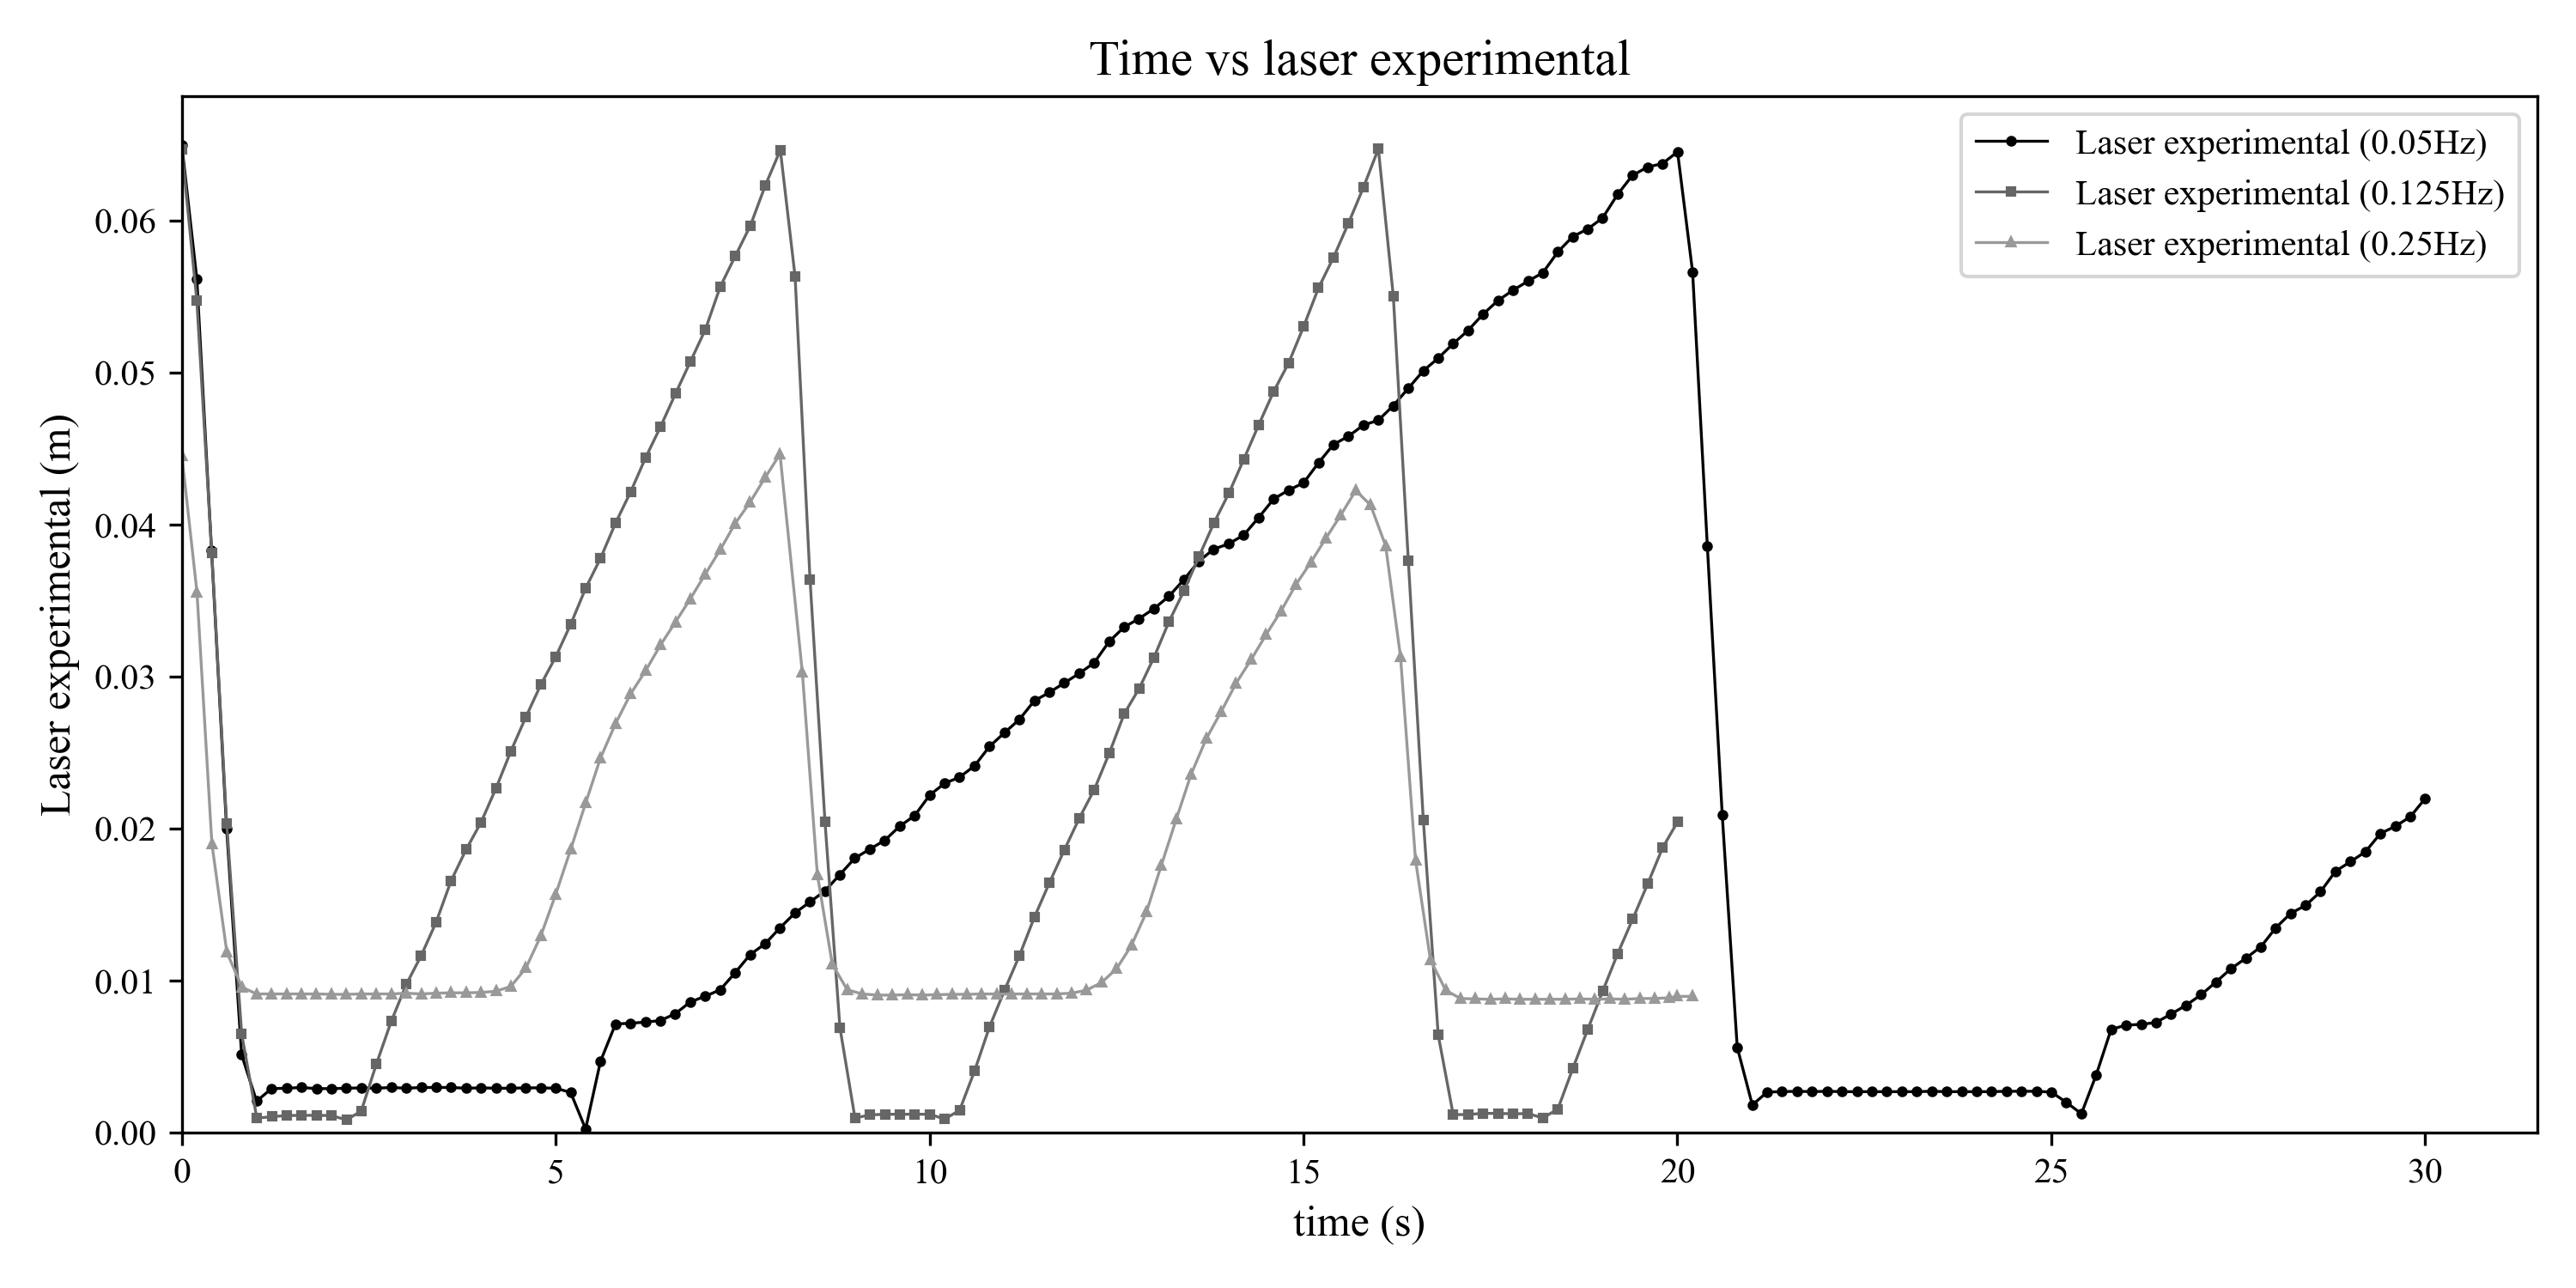 Time vs laser experimental
Laser experimental (0.05Hz)
Laser experimental (0.125Hz)
Laser experimental (0.25Hz)
Laser experimental (m)
0.06
0.05
0.04
0.03
0.02
0.01
0.00
0 5 10 15 20 25 30
time (s)